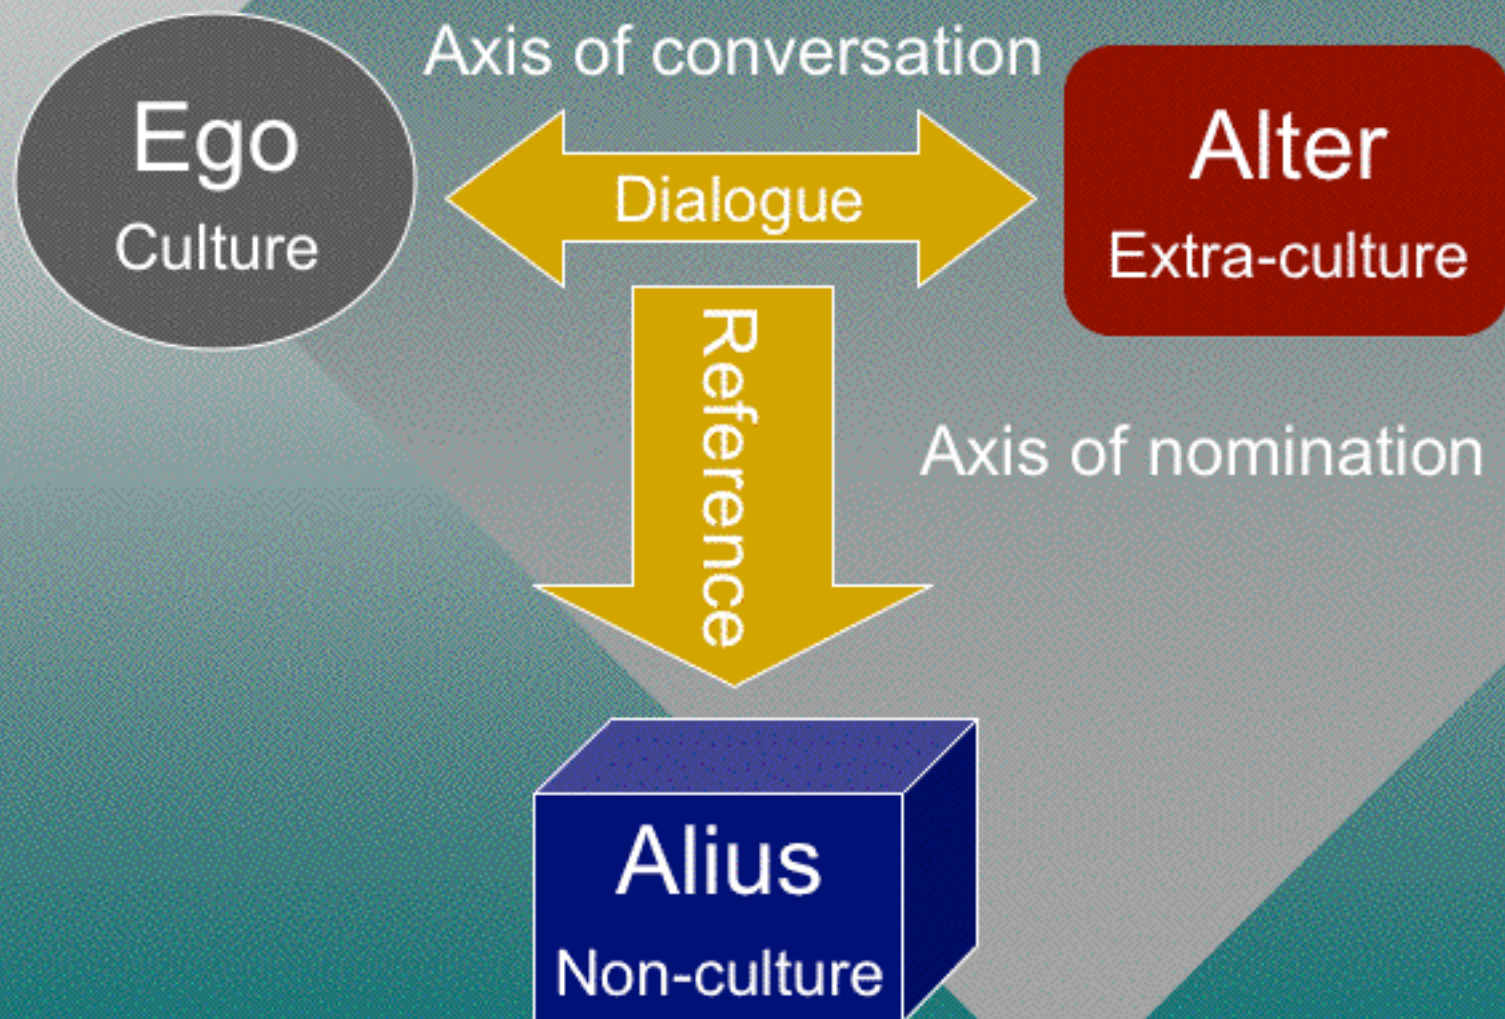 Axis of conversation
Ego
Culture
Dialogue
Alter
Extra-culture
Reference
Axis of nomination
Alius
Non-culture